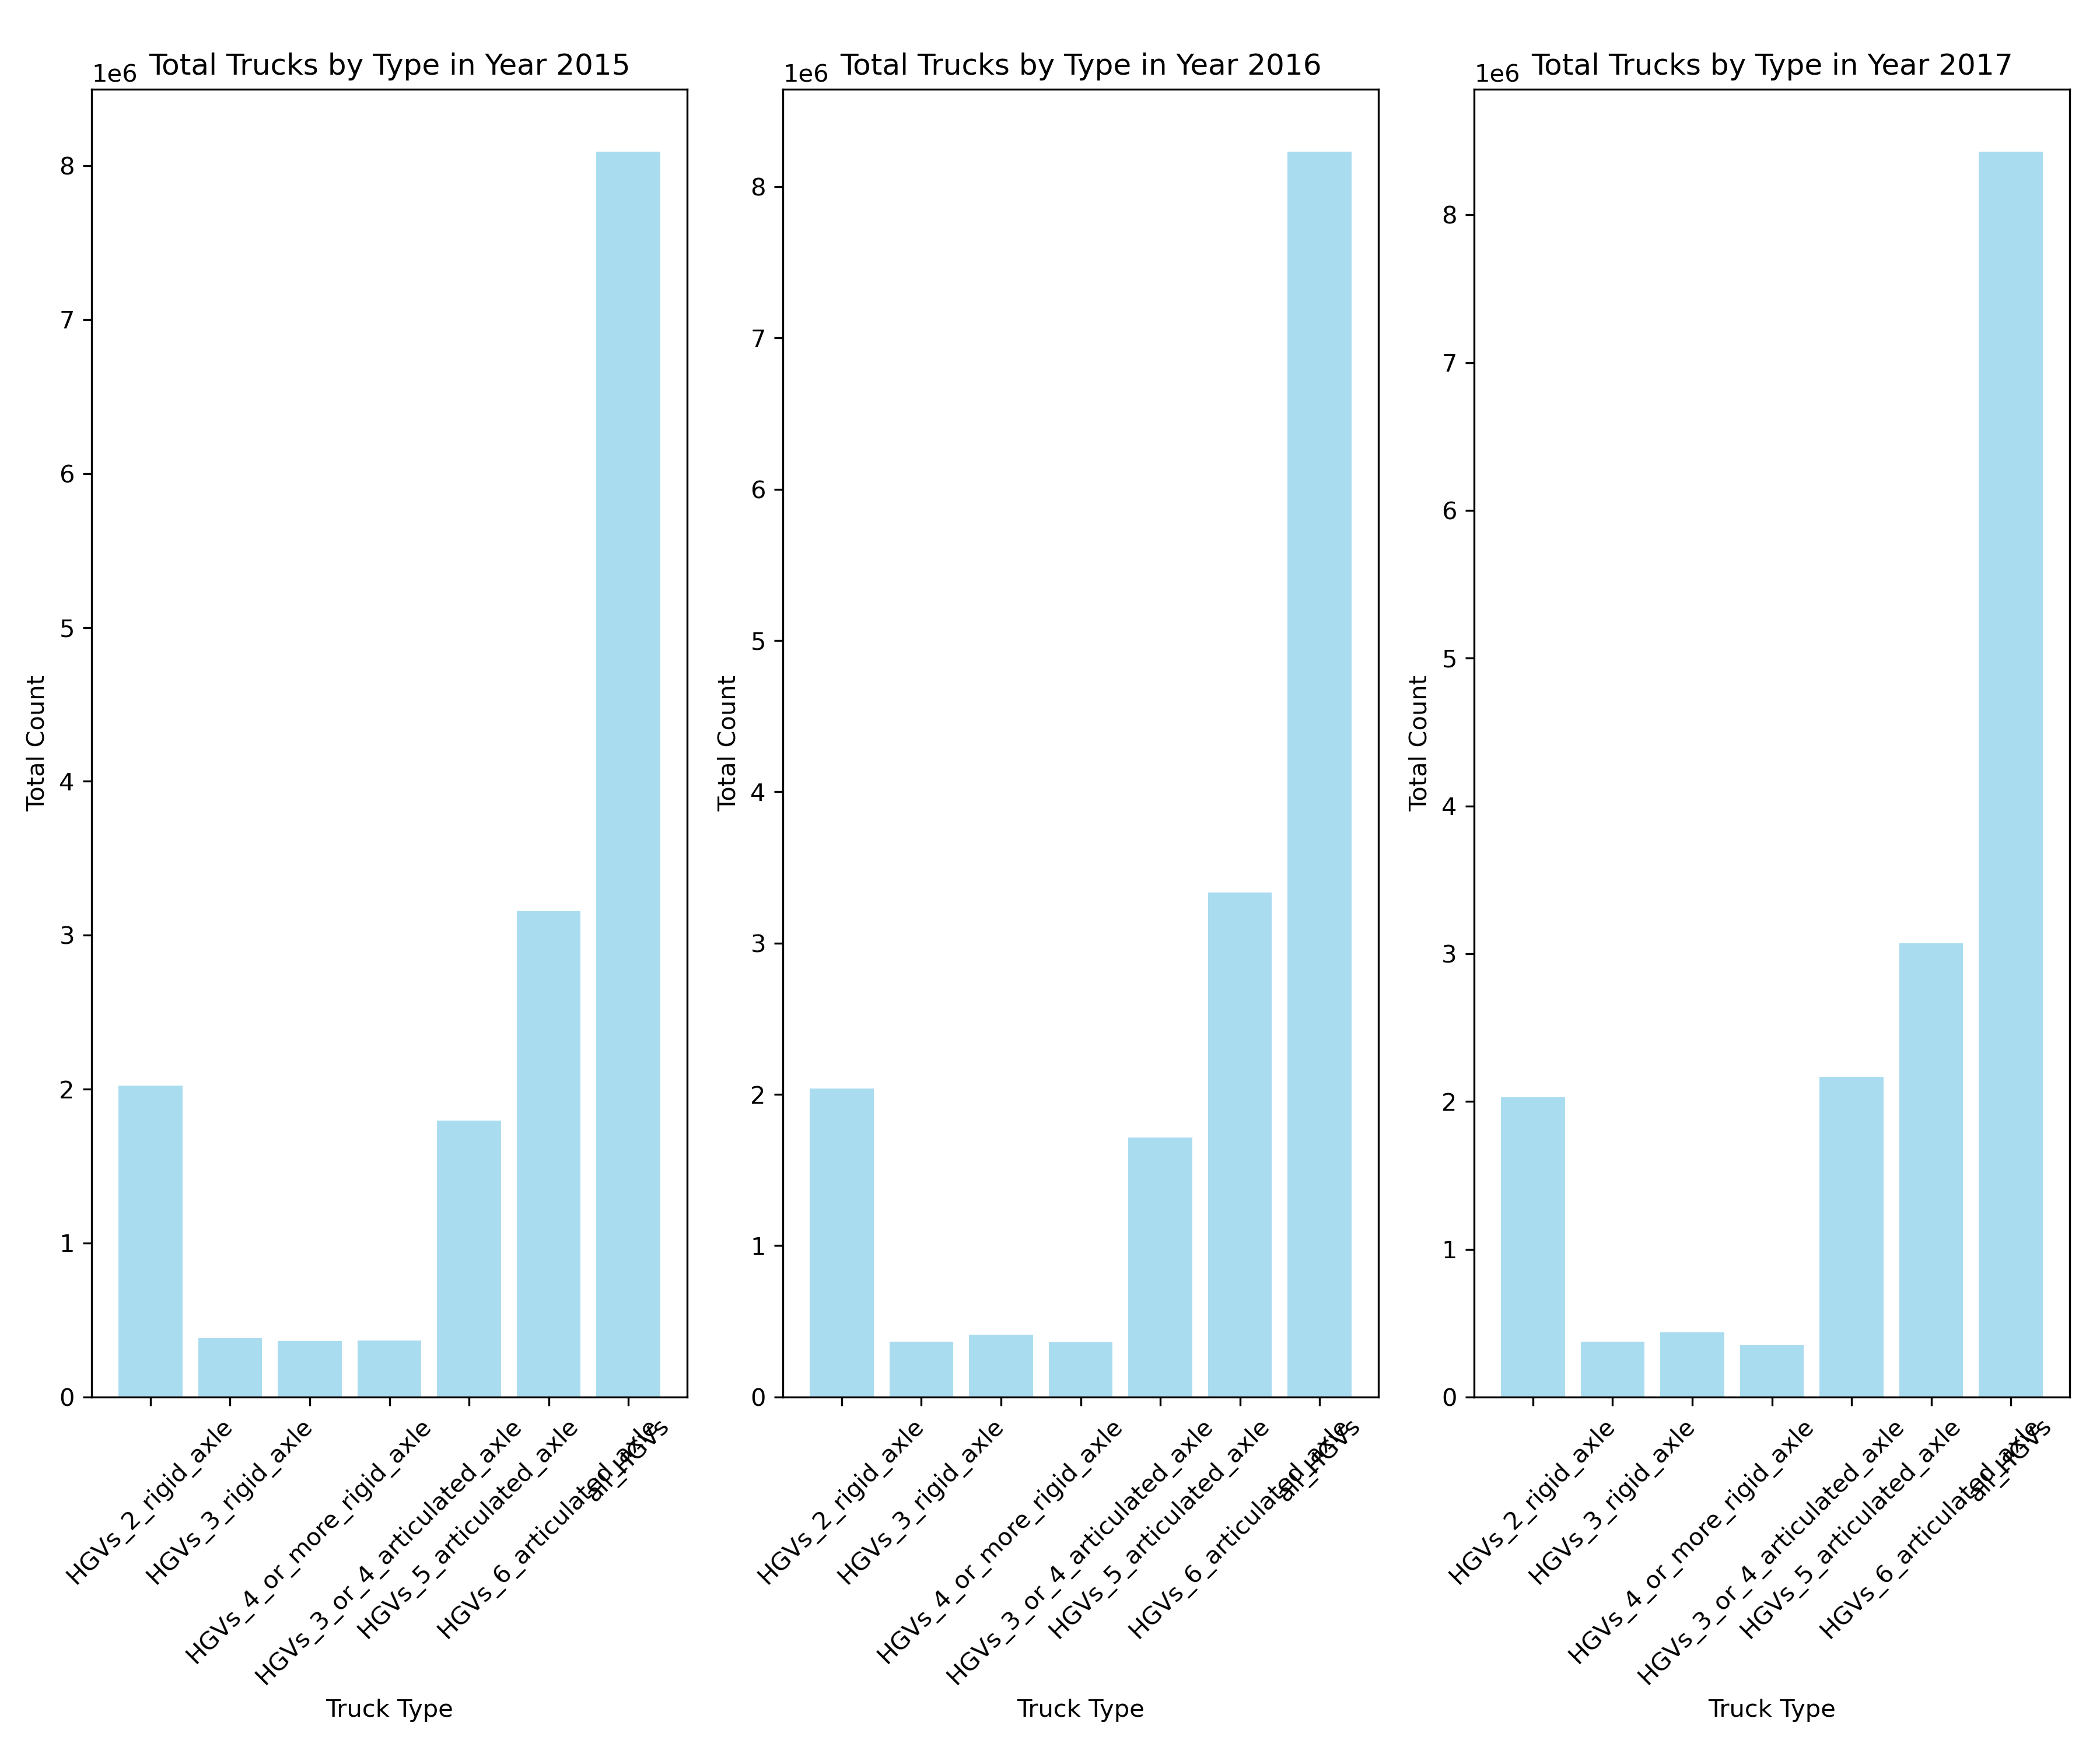 Total Trucks by Type in Year 2015
1e6
8
7
6
5
4
3
2
1
0
Total Count
HGVs_2_rigid_axle
HGVs_3_rigid_axle
HGVs_4_or_more_rigid_axle
HGVs_3_or_4_articulated_axle
HGVs_5_articulated_axle
HGVs_6_articulated_axle
all_HGVs
Truck Type
Total Trucks by Type in Year 2016
1e6
8
7
6
5
4
3
2
1
0
Total Count
HGVs_2_rigid_axle
HGVs_3_rigid_axle
HGVs_4_or_more_rigid_axle
HGVs_3_or_4_articulated_axle
HGVs_5_articulated_axle
HGVs_6_articulated_axle
all_HGVs
Truck Type
Total Trucks by Type in Year 2017
1e6
8
7
6
5
4
3
2
1
0
Total Count
HGVs_2_rigid_axle
HGVs_3_rigid_axle
HGVs_4_or_more_rigid_axle
HGVs_3_or_4_articulated_axle
HGVs_5_articulated_axle
HGVs_6_articulated_axle
all_HGVs
Truck Type